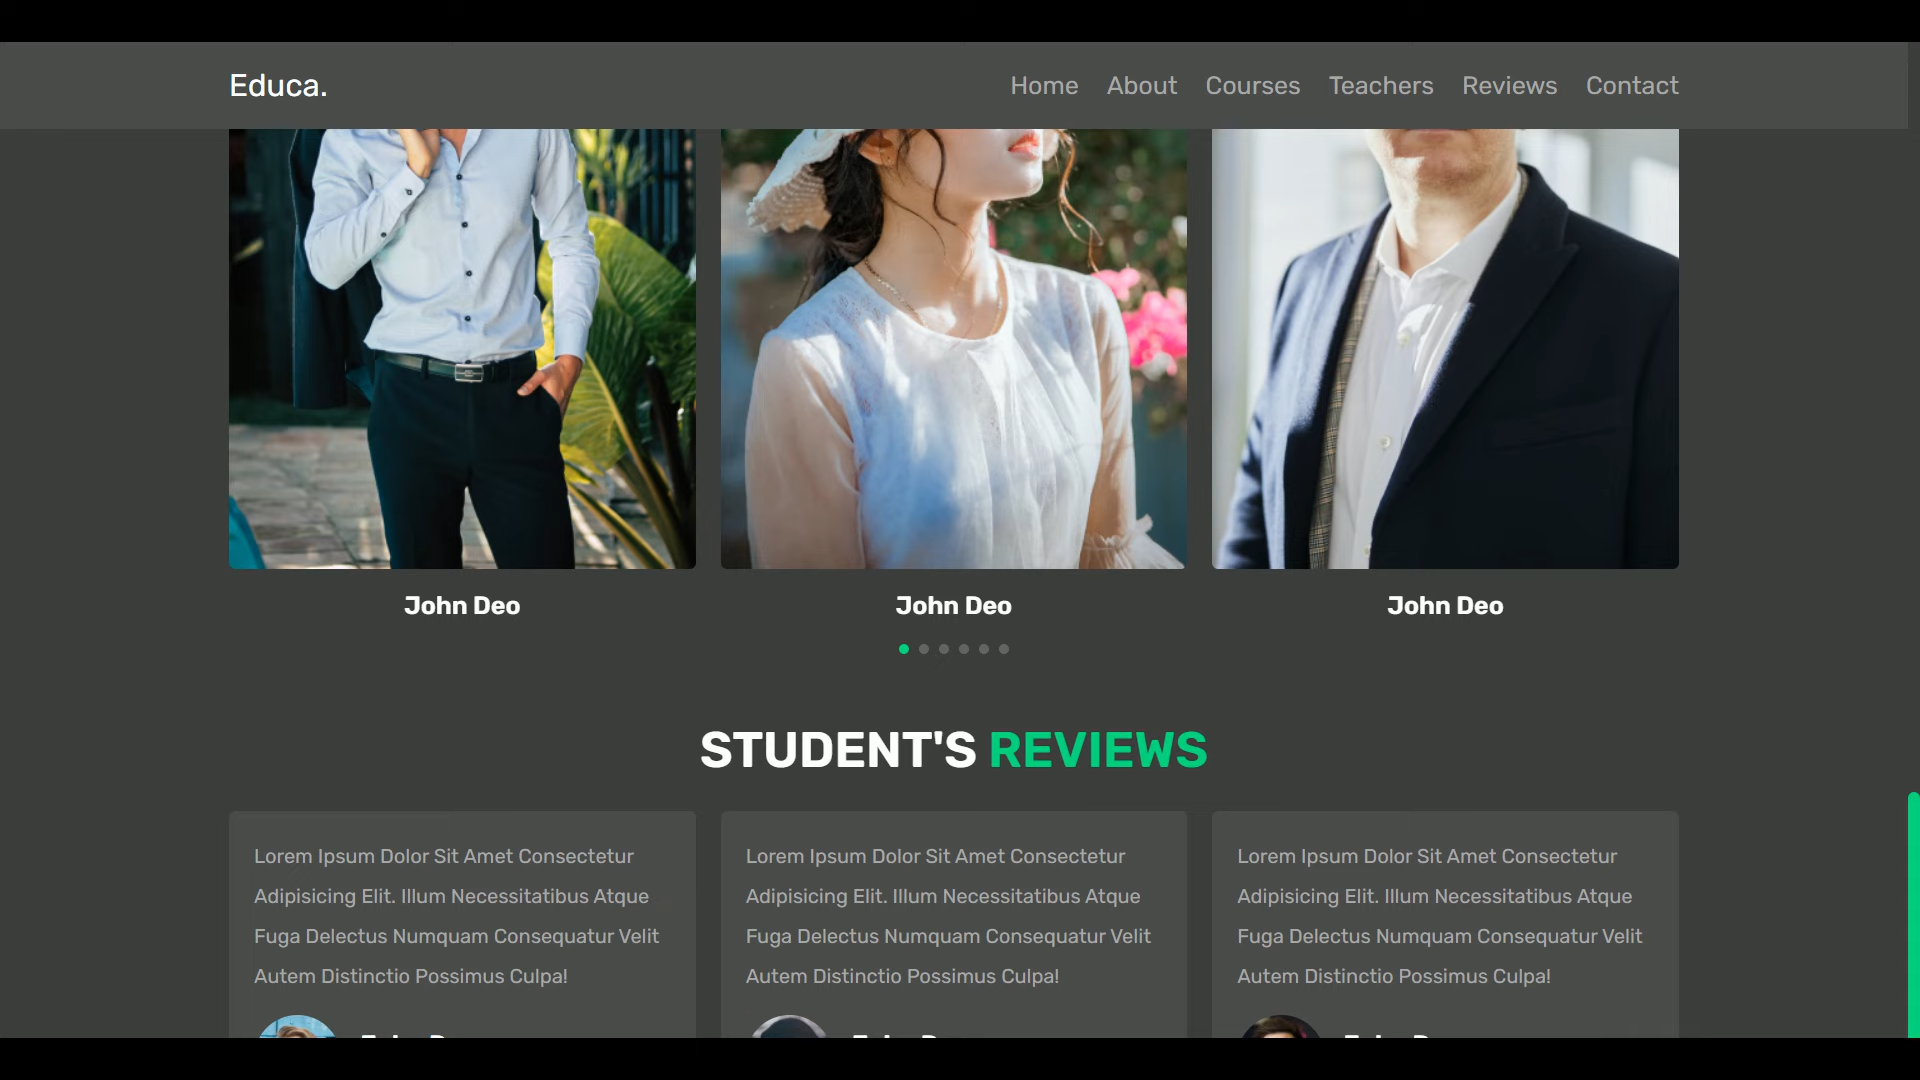 Educa.
Home About Courses Teachers Reviews Contact
John Deo
John Deo
John Deo
STUDENT'S REVIEWS
Lorem Ipsum Dolor Sit Amet Consectetur
Adipisicing Elit. Illum Necessitatibus Atque
Fuga Delectus Numquam Consequatur Velit
Autem Distinctio Possimus Culpa!
Lorem Ipsum Dolor Sit Amet Consectetur
Adipisicing Elit. Illum Necessitatibus Atque
Fuga Delectus Numquam Consequatur Velit
Autem Distinctio Possimus Culpa!
Lorem Ipsum Dolor Sit Amet Consectetur
Adipisicing Elit. Illum Necessitatibus Atque
Fuga Delectus Numquam Consequatur Velit
Autem Distinctio Possimus Culpa!